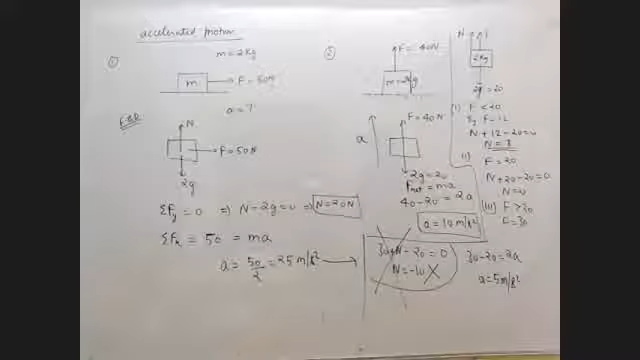 accelerated motion
①
m = 2Kg
m
F = 50N
a = ?
FBD
N
F = 50N
2g
ΣFy = 0 ⇒ N - 2g = 0 ⇒ N = 20N
ΣFx = 50 = ma
a = 50/2 = 25 m/s²
②
F = 40N
m=2kg
a
F = 40N
2g = 20
Fnet = ma
40 - 20 = 2a
a = 10 m/s²
N
2Kg
2g = 20
(i) F < 20
F = 12
N + 12 - 20 = 0
N = 8
(ii) F = 20
N + 20 - 20 = 0
N = 0
(iii) F > 20
F = 30
30 + N - 20 = 0
N = -10
30 - 20 = 2a
a = 5 m/s²